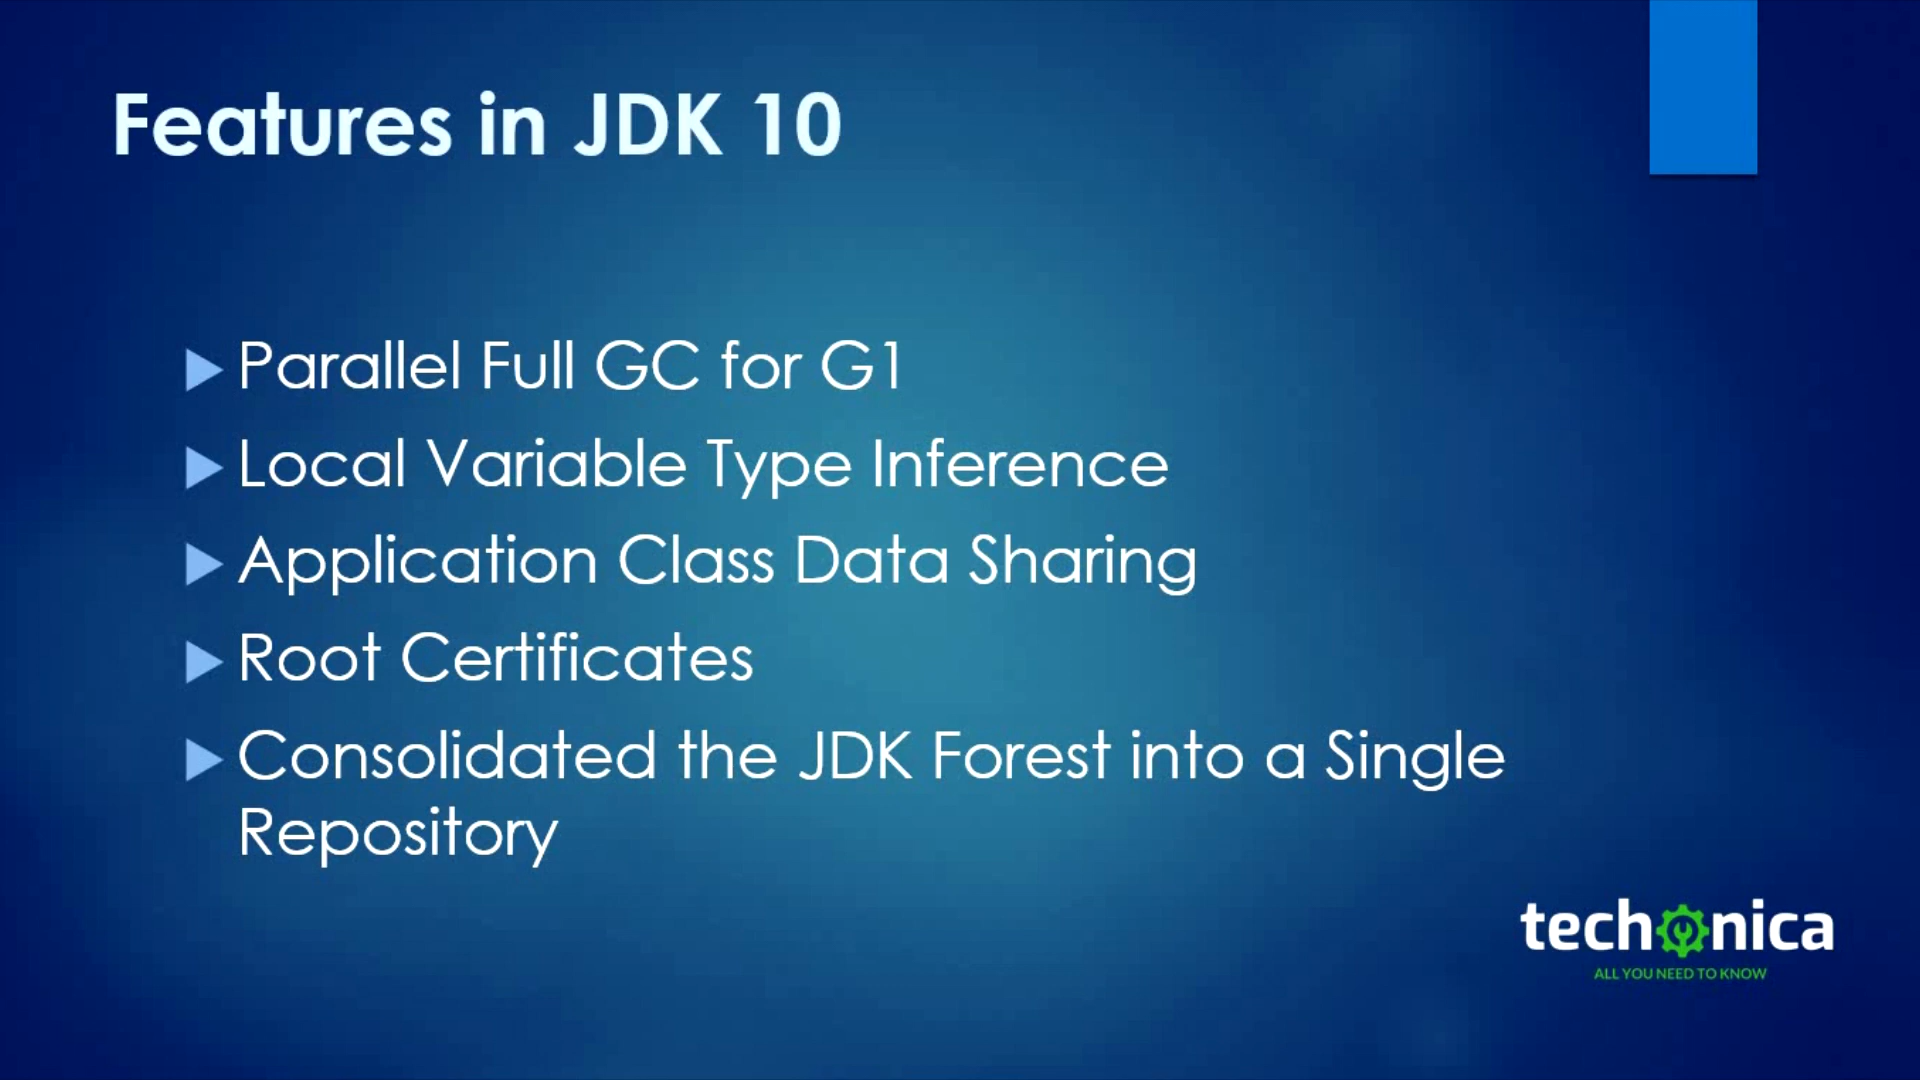 Features in JDK 10
Parallel Full GC for G1
Local Variable Type Inference
Application Class Data Sharing
Root Certificates
Consolidated the JDK Forest into a Single
Repository
techonica
ALL YOU NEED TO KNOW